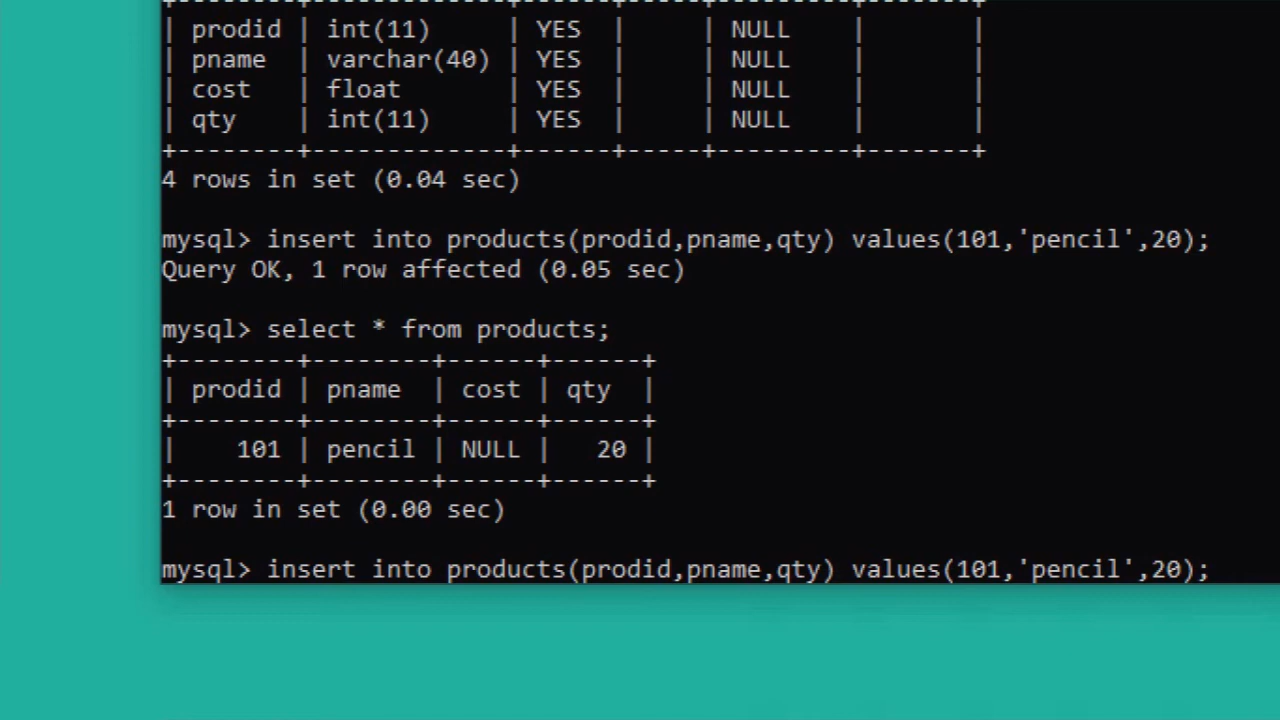 +--------+-------------+------+-----+---------+-------+
| prodid | int(11)     | YES  |     | NULL    |       |
| pname  | varchar(40) | YES  |     | NULL    |       |
| cost   | float       | YES  |     | NULL    |       |
| qty    | int(11)     | YES  |     | NULL    |       |
+--------+-------------+------+-----+---------+-------+
4 rows in set (0.04 sec)
mysql> insert into products(prodid,pname,qty) values(101,'pencil',20);
Query OK, 1 row affected (0.05 sec)
mysql> select * from products;
+--------+--------+------+------+
| prodid | pname  | cost | qty  |
+--------+--------+------+------+
|    101 | pencil | NULL |   20 |
+--------+--------+------+------+
1 row in set (0.00 sec)
mysql> insert into products(prodid,pname,qty) values(101,'pencil',20);